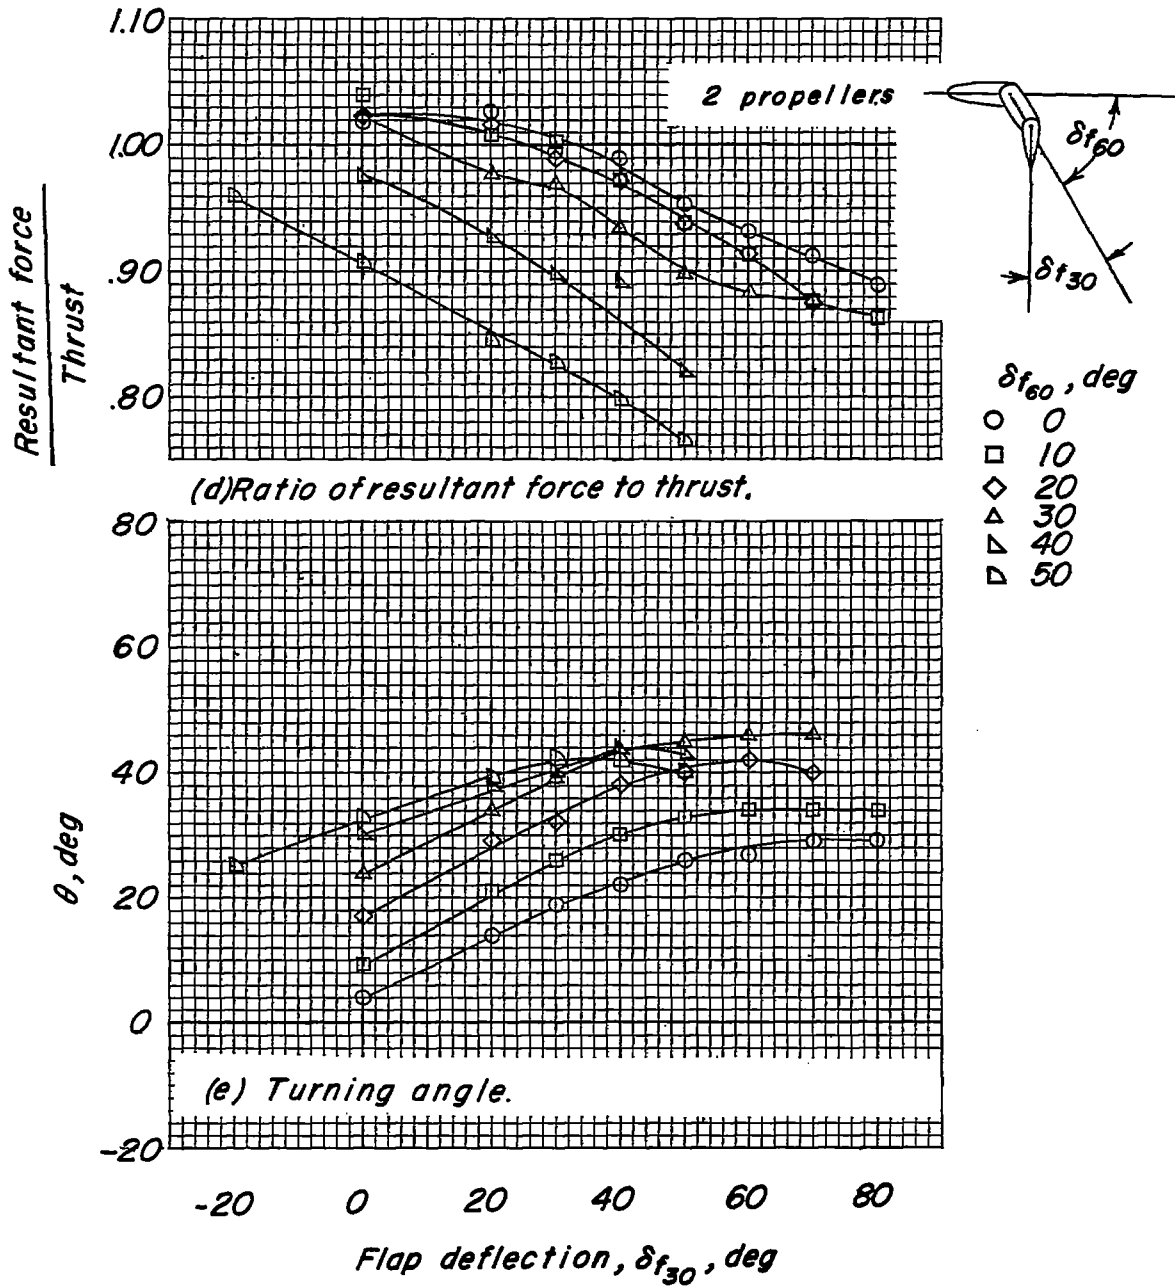 1.10
1.00
.90
.80
Resultant force
Thrust
2 propellers
δf60
δf30
δf60, deg
0
10
20
30
40
50
(d) Ratio of resultant force to thrust.
80
60
40
20
0
-20
θ, deg
(e) Turning angle.
-20 0 20 40 60 80
Flap deflection, δf30, deg